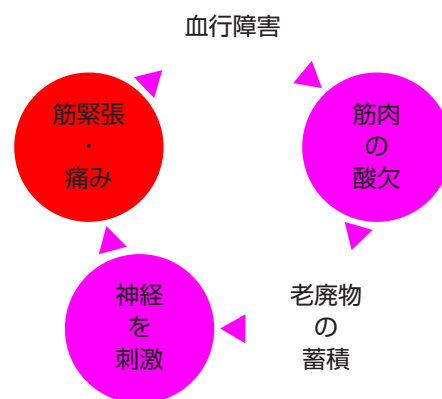 血行障害
筋肉
の
酸欠
老廃物
の
蓄積
神経
を
刺激
筋緊張
・
痛み